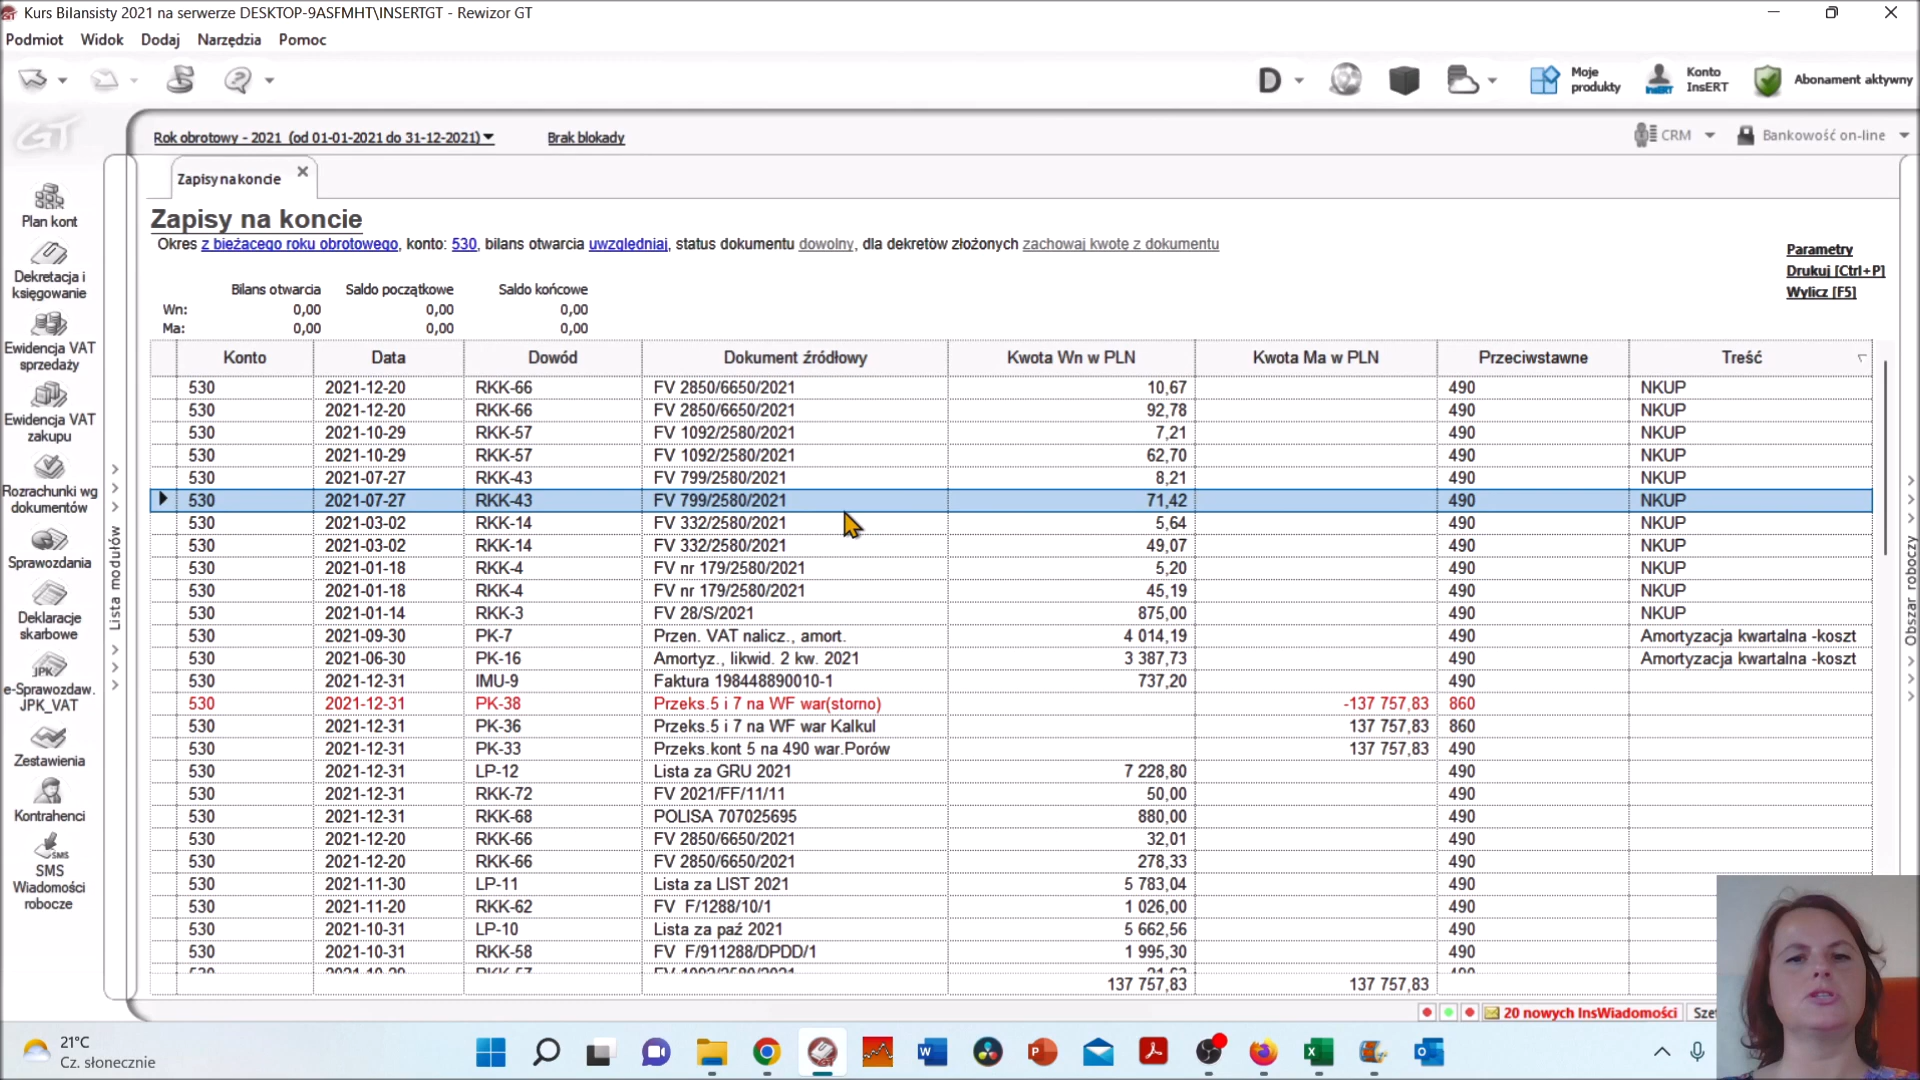 Kurs Bilansisty 2021 na serwerze DESKTOP-9ASFMHT\INSERTGT - Rewizor GT
Podmiot Widok Dodaj Narzędzia Pomoc
D Moje produkty Konto InsERT Abonament aktywny
GT
Rok obrotowy - 2021 (od 01-01-2021 do 31-12-2021) Brak blokady CRM Bankowość on-line
Zapisy na koncie
Zapisy na koncie
Okres z bieżącego roku obrotowego, konto: 530, bilans otwarcia uwzględniaj, status dokumentu dowolny, dla dekretów złożonych zachowaj kwotę z dokumentu
Parametry
Drukuj [Ctrl+P]
Wylicz [F5]
Bilans otwarcia Saldo początkowe Saldo końcowe
Wn: 0,00 0,00 0,00
Ma: 0,00 0,00 0,00
Konto Data Dowód Dokument źródłowy Kwota Wn w PLN Kwota Ma w PLN Przeciwstawne Treść
530 2021-12-20 RKK-66 FV 2850/6650/2021 10,67 490 NKUP
530 2021-12-20 RKK-66 FV 2850/6650/2021 92,78 490 NKUP
530 2021-10-29 RKK-57 FV 1092/2580/2021 7,21 490 NKUP
530 2021-10-29 RKK-57 FV 1092/2580/2021 62,70 490 NKUP
530 2021-07-27 RKK-43 FV 799/2580/2021 8,21 490 NKUP
530 2021-07-27 RKK-43 FV 799/2580/2021 71,42 490 NKUP
530 2021-03-02 RKK-14 FV 332/2580/2021 5,64 490 NKUP
530 2021-03-02 RKK-14 FV 332/2580/2021 49,07 490 NKUP
530 2021-01-18 RKK-4 FV nr 179/2580/2021 5,20 490 NKUP
530 2021-01-18 RKK-4 FV nr 179/2580/2021 45,19 490 NKUP
530 2021-01-14 RKK-3 FV 28/S/2021 875,00 490 NKUP
530 2021-09-30 PK-7 Przen. VAT nalicz., amort. 4 014,19 490 Amortyzacja kwartalna -koszt
530 2021-06-30 PK-16 Amortyz., likwid. 2 kw. 2021 3 387,73 490 Amortyzacja kwartalna -koszt
530 2021-12-31 IMU-9 Faktura 198448890010-1 737,20 490
530 2021-12-31 PK-38 Przeks.5 i 7 na WF war(storno) -137 757,83 860
530 2021-12-31 PK-36 Przeks.5 i 7 na WF war Kalkul 137 757,83 860
530 2021-12-31 PK-33 Przeks.kont 5 na 490 war.Porów 137 757,83 490
530 2021-12-31 LP-12 Lista za GRU 2021 7 228,80 490
530 2021-12-31 RKK-72 FV 2021/FF/11/11 50,00 490
530 2021-12-31 RKK-68 POLISA 707025695 880,00 490
530 2021-12-20 RKK-66 FV 2850/6650/2021 32,01 490
530 2021-12-20 RKK-66 FV 2850/6650/2021 278,33 490
530 2021-11-30 LP-11 Lista za LIST 2021 5 783,04 490
530 2021-11-20 RKK-62 FV F/1288/10/1 1 026,00 490
530 2021-10-31 LP-10 Lista za paź 2021 5 662,56 490
530 2021-10-31 RKK-58 FV F/911288/DPDD/1 1 995,30 490
137 757,83 137 757,83
Plan kont
Dekretacja i księgowanie
Ewidencja VAT sprzedaży
Ewidencja VAT zakupu
Rozrachunki wg dokumentów
Sprawozdania
Deklaracje skarbowe
JPK
e-Sprawozdaw. JPK_VAT
Zestawienia
Kontrahenci
SMS
SMS Wiadomości robocze
Lista modułów
Obszar roboczy
20 nowych InsWiadomości
21°C
Cz. słonecznie